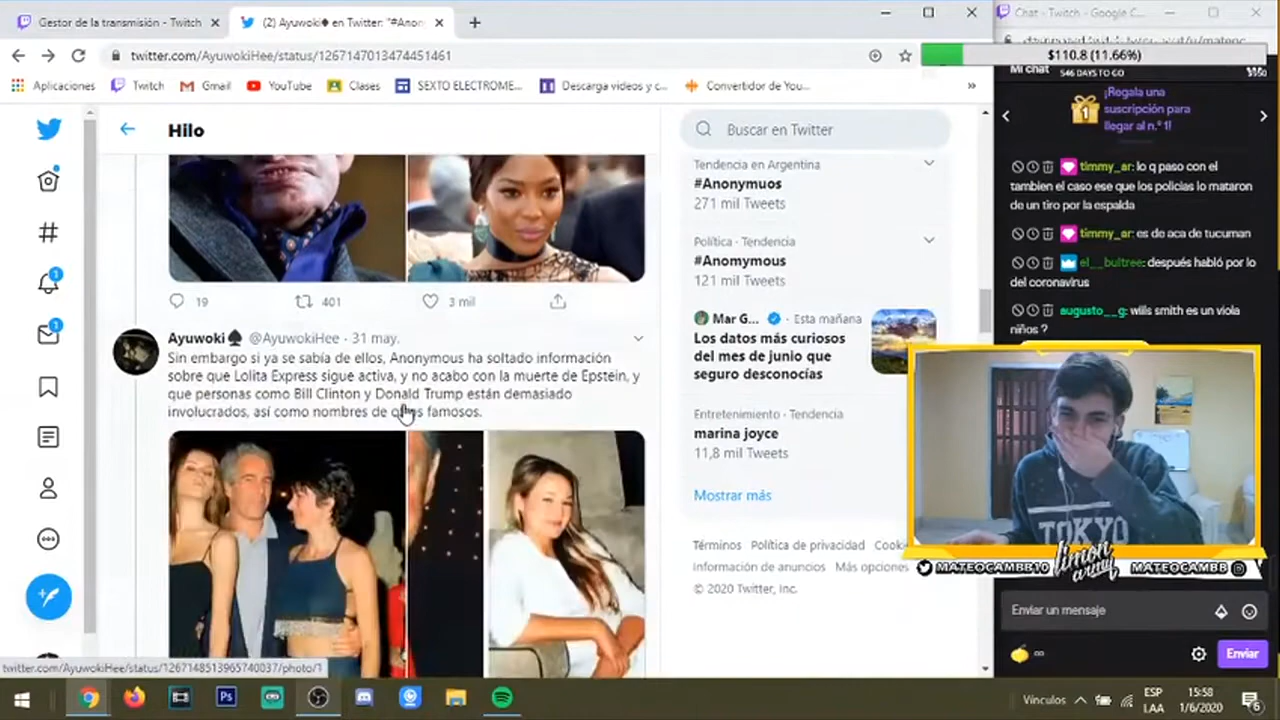 Gestor de la transmisión - Twitch
(2) Ayuwoki♠ en Twitter: "#Anon
Chat - Twitch - Google C...
twitter.com/AyuwokiHee/status/1267147013474451461
$110.8 (11.66%)
Aplicaciones
Twitch
Gmail
YouTube
Clases
SEXTO ELECTROME...
Descarga videos y c...
Convertidor de You...
»
Mi chat
546 DAYS TO GO
Hilo
Buscar en Twitter
¡Regala una
suscripción para
llegar al n.º 1!
Tendencia en Argentina
#Anonymuos
271 mil Tweets
Política · Tendencia
#Anomymous
121 mil Tweets
19
401
3 mil
Mar G... · Esta mañana
Los datos más curiosos
del mes de junio que
seguro desconocías
Entretenimiento · Tendencia
marina joyce
11,8 mil Tweets
Mostrar más
Términos Política de privacidad Cook
Información de anuncios Más opciones
© 2020 Twitter, Inc.
Ayuwoki♠ @AyuwokiHee · 31 may.
Sin embargo si ya se sabía de ellos, Anonymous ha soltado información
sobre que Lolita Express sigue activa, y no acabo con la muerte de Epstein, y
que personas como Bill Clinton y Donald Trump están demasiado
involucrados, así como nombres de famosos.
timmy_ar: lo q paso con el
tambien el caso ese que los policias lo mataron
de un tiro por la espalda
timmy_ar: es de aca de tucuman
el__bultree: después habló por lo
del coronavirus
augusto__g: wills smith es un viola
niños ?
TOKYO
MATEOCAMBB10
limon
army
MATEOCAMBB
Enviar un mensaje
Enviar
twitter.com/AyuwokiHee/status/1267148513965740037/photo/1
Vínculos
ESP
LAA
15:58
1/6/2020
6